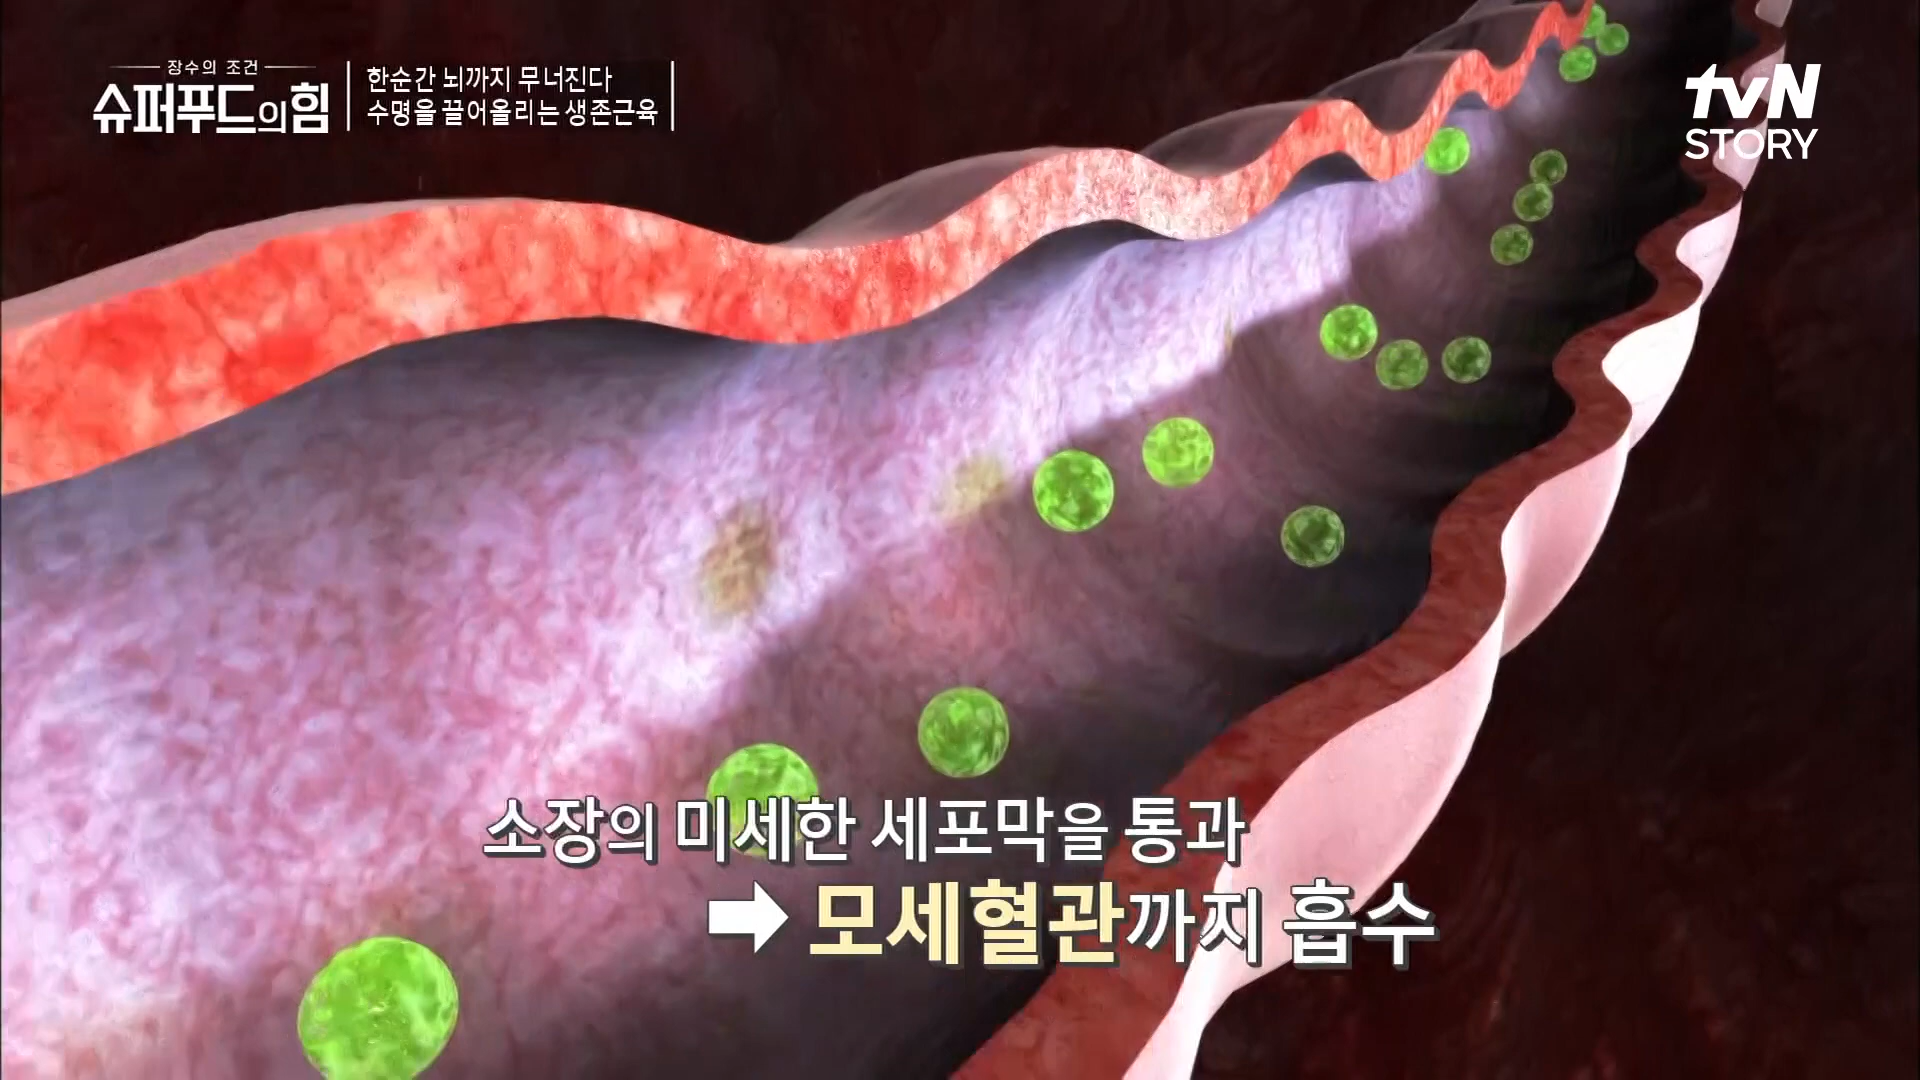 장수의 조건
슈퍼푸드의 힘
한순간 뇌까지 무너진다
수명을 끌어올리는 생존근육
tvN
STORY
소장의 미세한 세포막을 통과
➡ 모세혈관까지 흡수